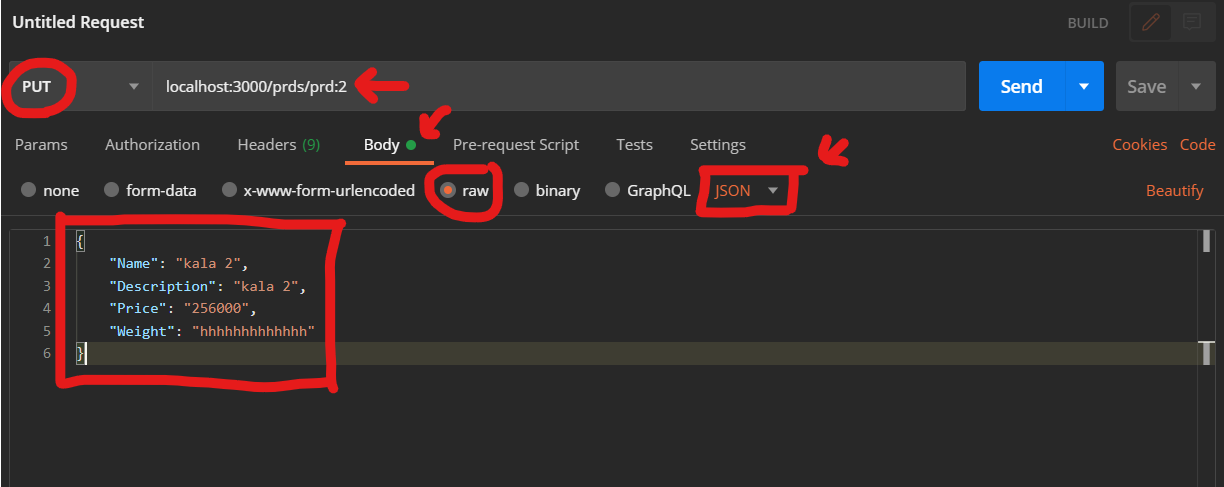 Untitled Request BUILD
PUT localhost:3000/prds/prd:2 Send Save
Params Authorization Headers (9) Body Pre-request Script Tests Settings Cookies Code
none form-data x-www-form-urlencoded raw binary GraphQL JSON Beautify
1 {
2 "Name": "kala 2",
3 "Description": "kala 2",
4 "Price": "256000",
5 "Weight": "hhhhhhhhhhhhh"
6 }